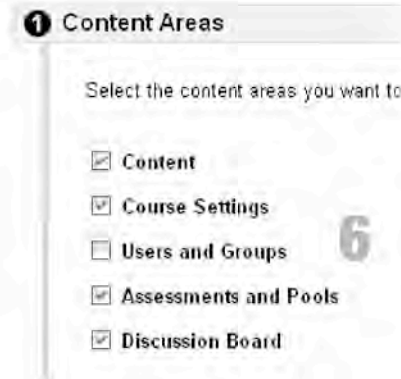 1 Content Areas
Select the content areas you want to
Content
Course Settings
Users and Groups
6
Assessments and Pools
Discussion Board